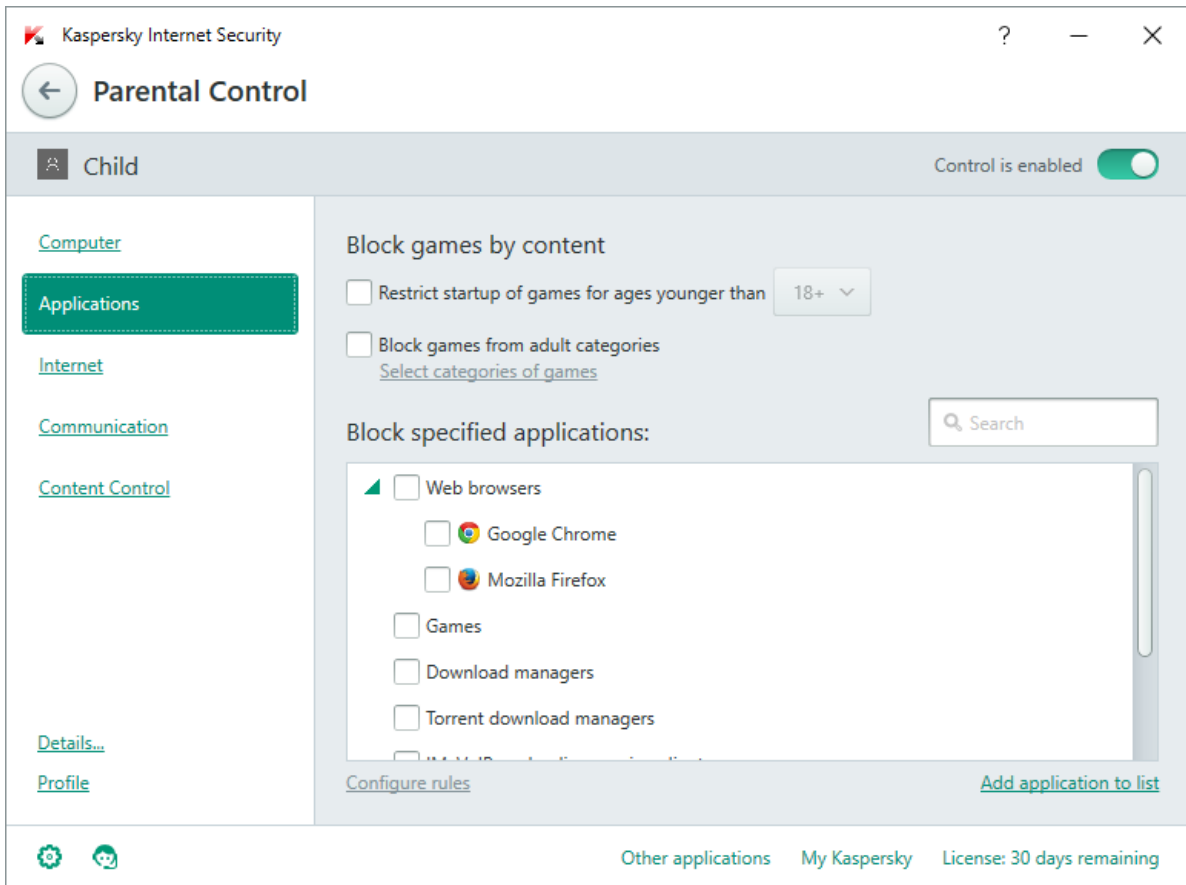 Kaspersky Internet Security
Parental Control
Child
Control is enabled
Computer
Applications
Internet
Communication
Content Control
Details...
Profile
Block games by content
Restrict startup of games for ages younger than 18+
Block games from adult categories
Select categories of games
Block specified applications:
Search
Web browsers
Google Chrome
Mozilla Firefox
Games
Download managers
Torrent download managers
Configure rules
Add application to list
Other applications
My Kaspersky
License: 30 days remaining